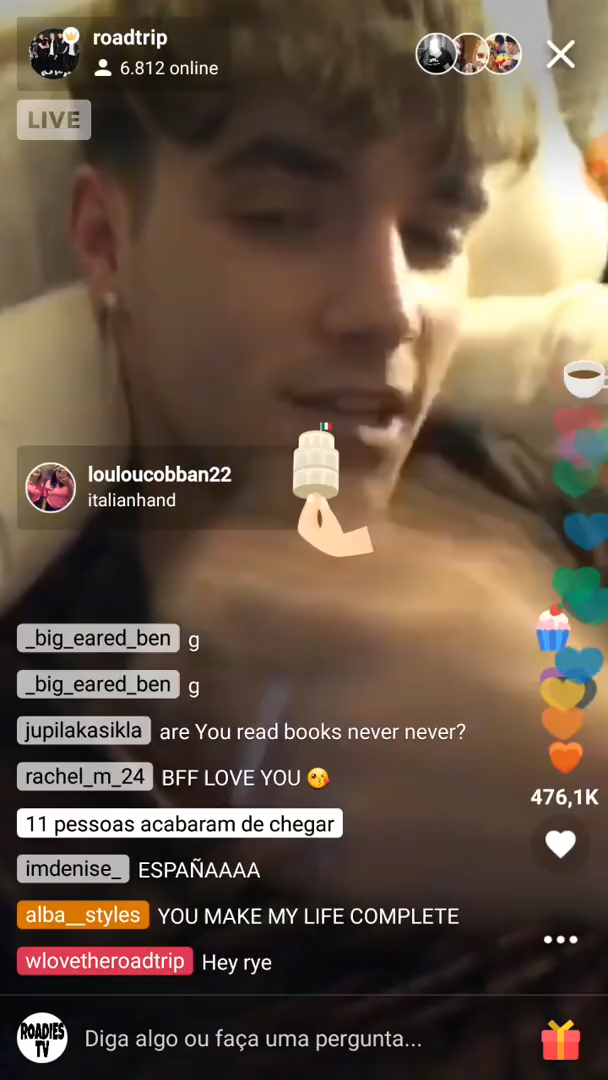 roadtrip
6.812 online
LIVE
louloucobban22
italianhand
_big_eared_ben g
_big_eared_ben g
jupilakasikla are You read books never never?
rachel_m_24 BFF LOVE YOU 😘
11 pessoas acabaram de chegar
imdenise_ ESPAÑAAAA
476,1K
alba__styles YOU MAKE MY LIFE COMPLETE
wlovetheroadtrip Hey rye
ROADIES
TV
Diga algo ou faça uma pergunta...